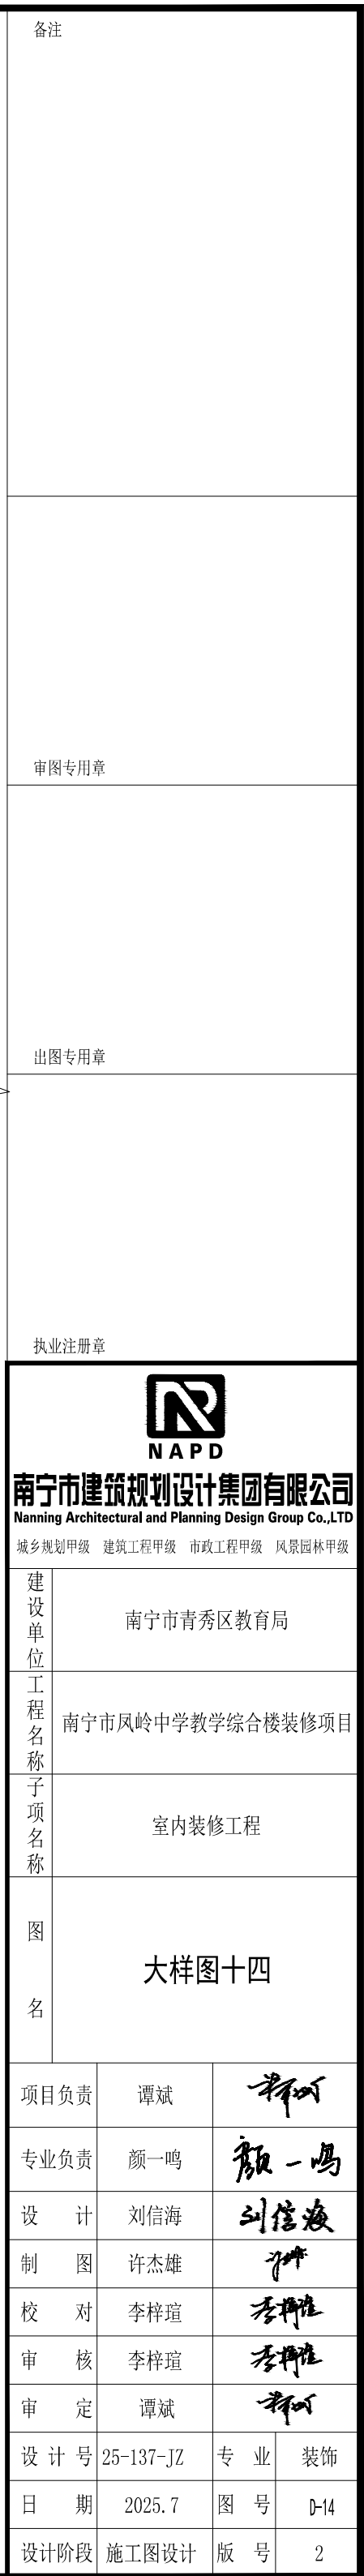 备注
审图专用章
出图专用章
执业注册章
NAPD
南宁市建筑规划设计集团有限公司
Nanning Architectural and Planning Design Group Co.,LTD
城乡规划甲级 建筑工程甲级 市政工程甲级 风景园林甲级
建设单位 南宁市青秀区教育局
工程名称 南宁市凤岭中学教学综合楼装修项目
子项名称 室内装修工程
图名 大样图十四
项目负责 谭斌
专业负责 颜一鸣 颜一鸣
设计 刘信海 刘信海
制图 许杰雄
校对 李梓瑄 李梓瑄
审核 李梓瑄 李梓瑄
审定 谭斌
设计号 25-137-JZ 专业 装饰
日期 2025.7 图号 D-14
设计阶段 施工图设计 版号 2